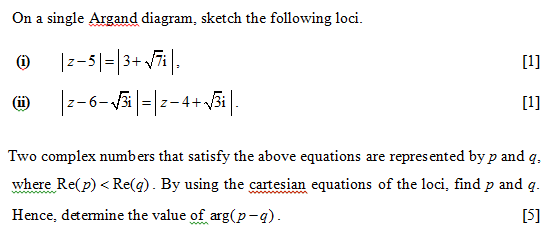 On a single Argand diagram, sketch the following loci.
(i) |z−5|=|3+√7i|, [1]
(ii) |z−6−√3i|=|z−4+√3i|. [1]
Two complex numbers that satisfy the above equations are represented by p and q,
where Re(p) < Re(q). By using the cartesian equations of the loci, find p and q.
Hence, determine the value of arg(p−q). [5]